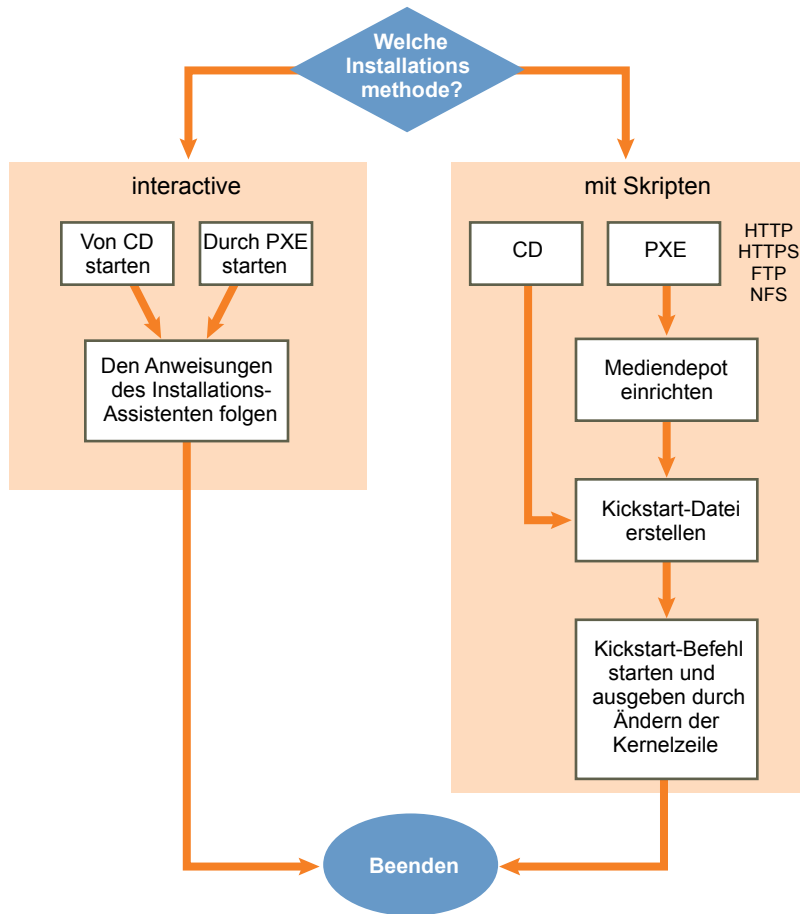 Welche
Installations
methode?
interactive
Von CD
starten
Durch PXE
starten
Den Anweisungen
des Installations-
Assistenten folgen
mit Skripten
CD
PXE
HTTP
HTTPS
FTP
NFS
Mediendepot
einrichten
Kickstart-Datei
erstellen
Kickstart-Befehl
starten und
ausgeben durch
Ändern der
Kernelzeile
Beenden